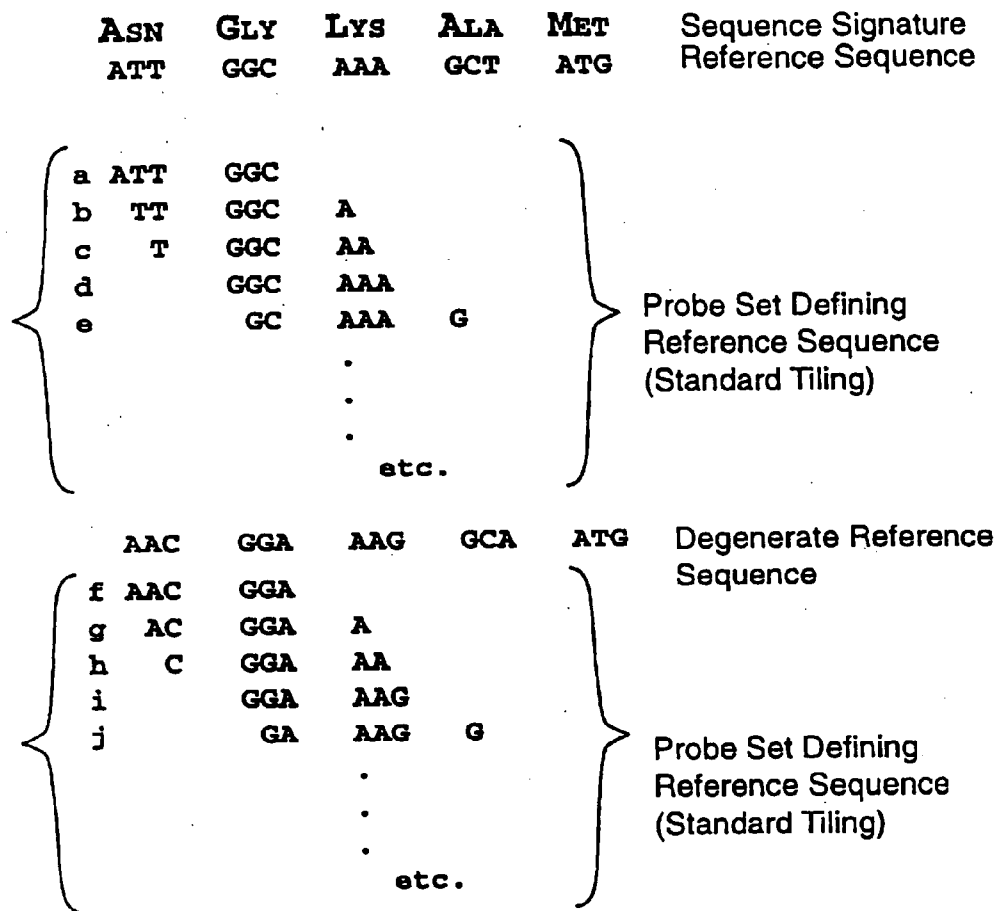 ASN GLY LYS ALA MET Sequence Signature
ATT GGC AAA GCT ATG Reference Sequence
a ATT GGC
b TT GGC A
c T GGC AA
d GGC AAA
e GC AAA G
Probe Set Defining
Reference Sequence
(Standard Tiling)
.
.
.
etc.
AAC GGA AAG GCA ATG Degenerate Reference
Sequence
f AAC GGA
g AC GGA A
h C GGA AA
i GGA AAG
j GA AAG G
Probe Set Defining
Reference Sequence
(Standard Tiling)
.
.
.
etc.